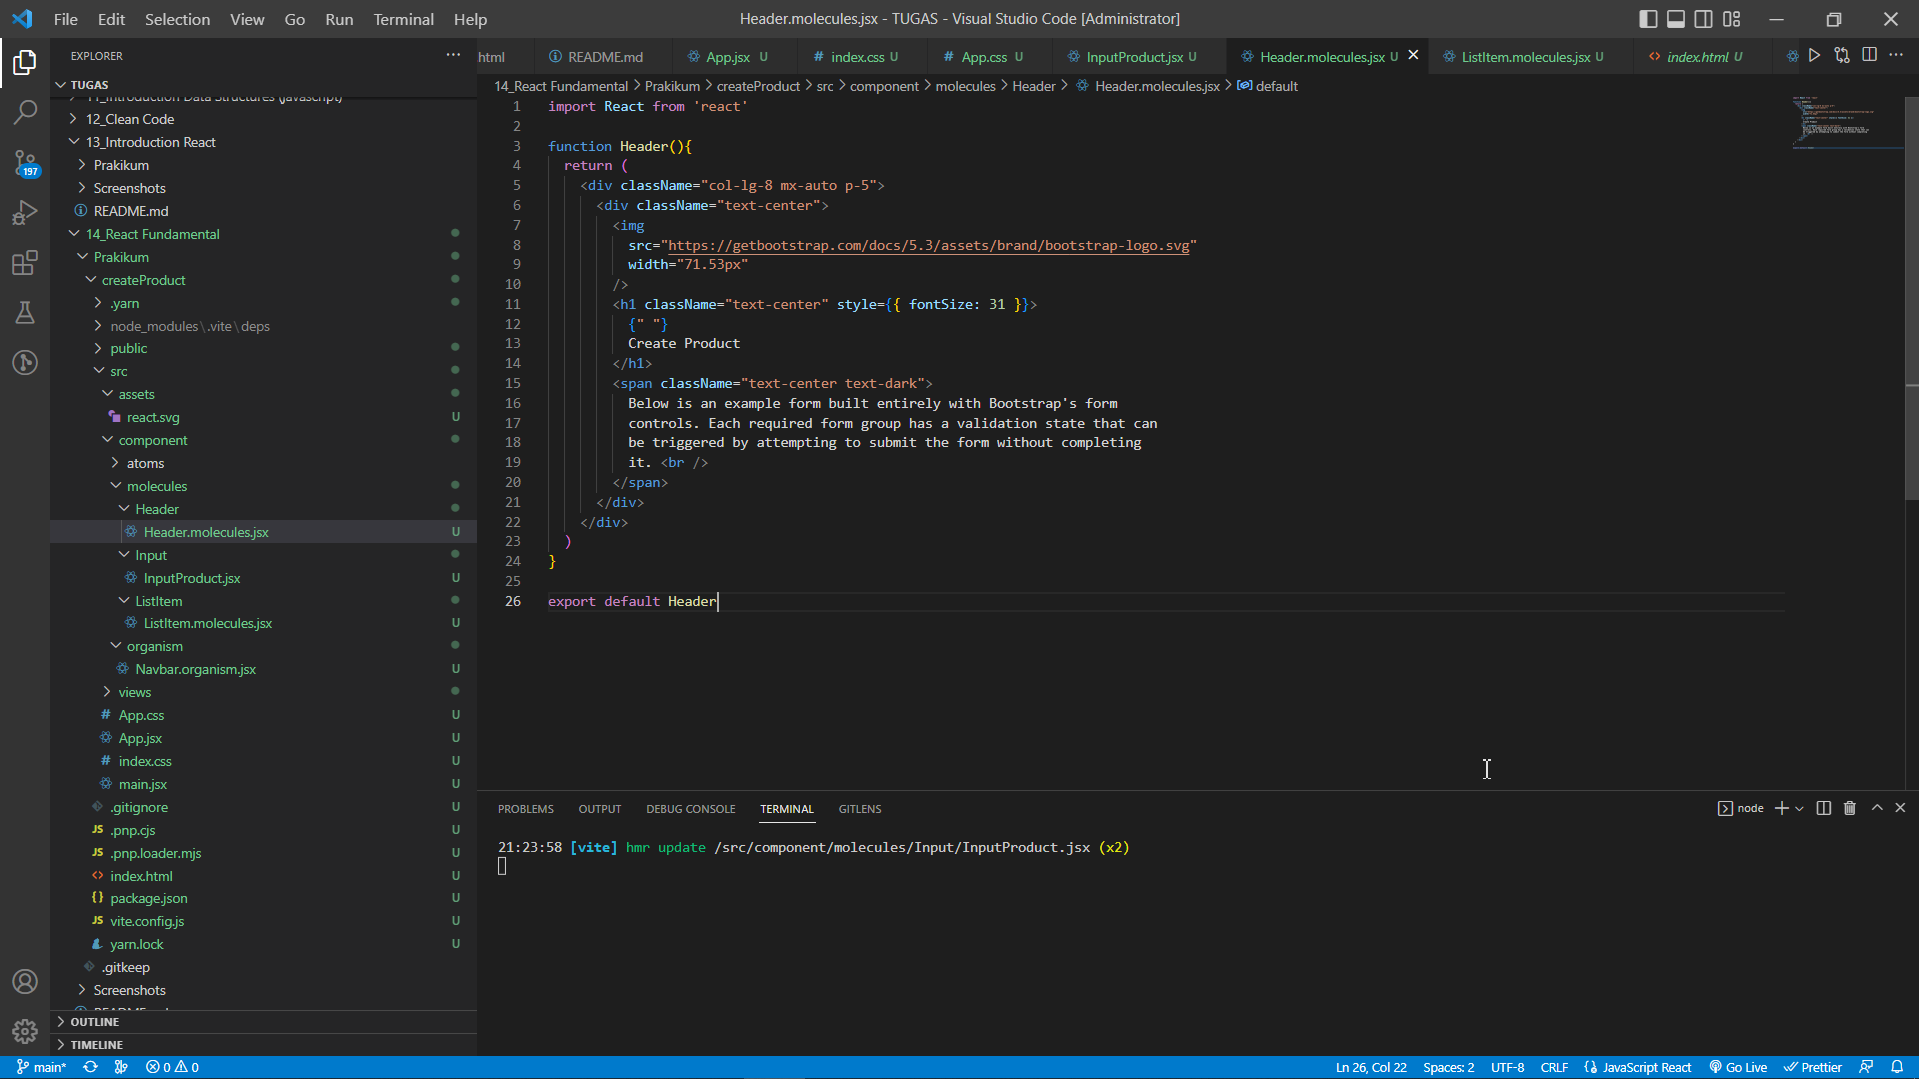 File Edit Selection View Go Run Terminal Help
Header.molecules.jsx - TUGAS - Visual Studio Code [Administrator]
EXPLORER
TUGAS
11_Introduction Data Structures (javascript)
12_Clean Code
13_Introduction React
Prakikum
Screenshots
README.md
14_React Fundamental
Prakikum
createProduct
.yarn
node_modules\.vite\deps
public
src
assets
react.svg U
component
atoms
molecules
Header
Header.molecules.jsx U
Input
InputProduct.jsx U
ListItem
ListItem.molecules.jsx U
organism
Navbar.organism.jsx U
views
App.css U
App.jsx U
index.css U
main.jsx U
.gitignore U
.pnp.cjs U
.pnp.loader.mjs U
index.html U
package.json U
vite.config.js U
yarn.lock U
.gitkeep
Screenshots
OUTLINE
TIMELINE
197
html README.md App.jsx U index.css U App.css U InputProduct.jsx U Header.molecules.jsx U ListItem.molecules.jsx U index.html U
14_React Fundamental > Prakikum > createProduct > src > component > molecules > Header > Header.molecules.jsx > default
1 import React from 'react'
2
3 function Header(){
4 return (
5 <div className="col-lg-8 mx-auto p-5">
6 <div className="text-center">
7 <img
8 src="https://getbootstrap.com/docs/5.3/assets/brand/bootstrap-logo.svg"
9 width="71.53px"
10 />
11 <h1 className="text-center" style={{ fontSize: 31 }}>
12 {" "}
13 Create Product
14 </h1>
15 <span className="text-center text-dark">
16 Below is an example form built entirely with Bootstrap's form
17 controls. Each required form group has a validation state that can
18 be triggered by attempting to submit the form without completing
19 it. <br />
20 </span>
21 </div>
22 </div>
23 )
24 }
25
26 export default Header
PROBLEMS OUTPUT DEBUG CONSOLE TERMINAL GITLENS
node
21:23:58 [vite] hmr update /src/component/molecules/Input/InputProduct.jsx (x2)
main* 0 0 Ln 26, Col 22 Spaces: 2 UTF-8 CRLF JavaScript React Go Live Prettier